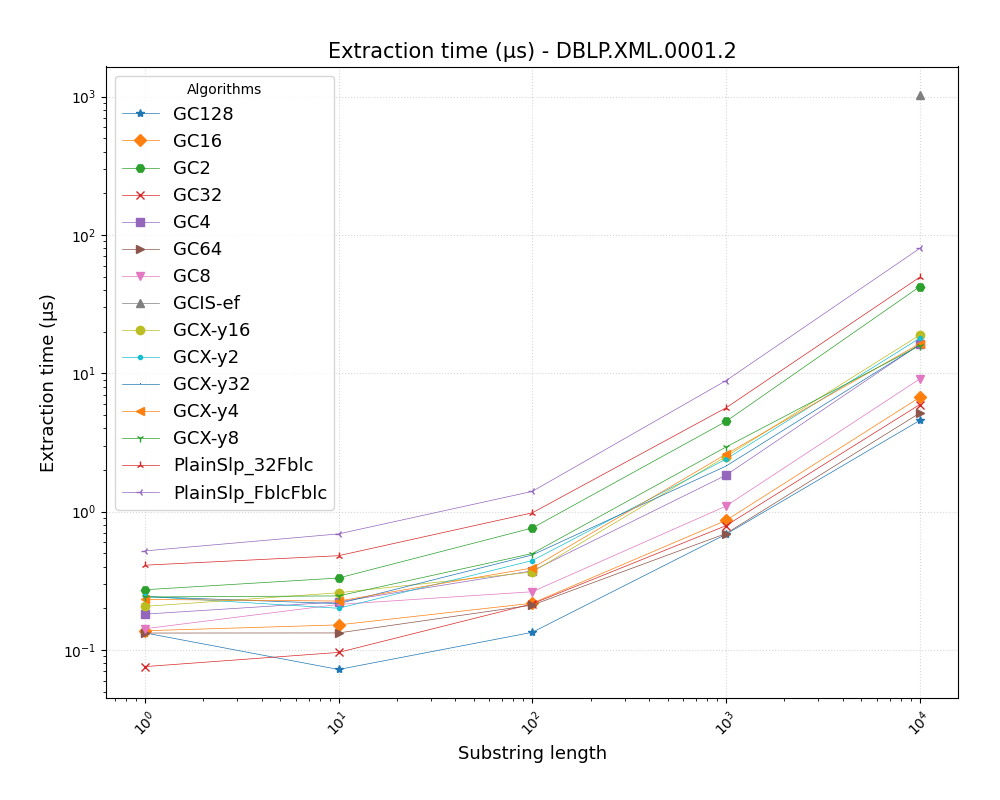 Extraction time (µs) - DBLP.XML.0001.2
Extraction time (µs)
10³
10²
10¹
10⁰
10⁻¹
Algorithms
GC128
GC16
GC2
GC32
GC4
GC64
GC8
GCIS-ef
GCX-y16
GCX-y2
GCX-y32
GCX-y4
GCX-y8
PlainSlp_32Fblc
PlainSlp_FblcFblc
10⁰ 10¹ 10² 10³ 10⁴
Substring length